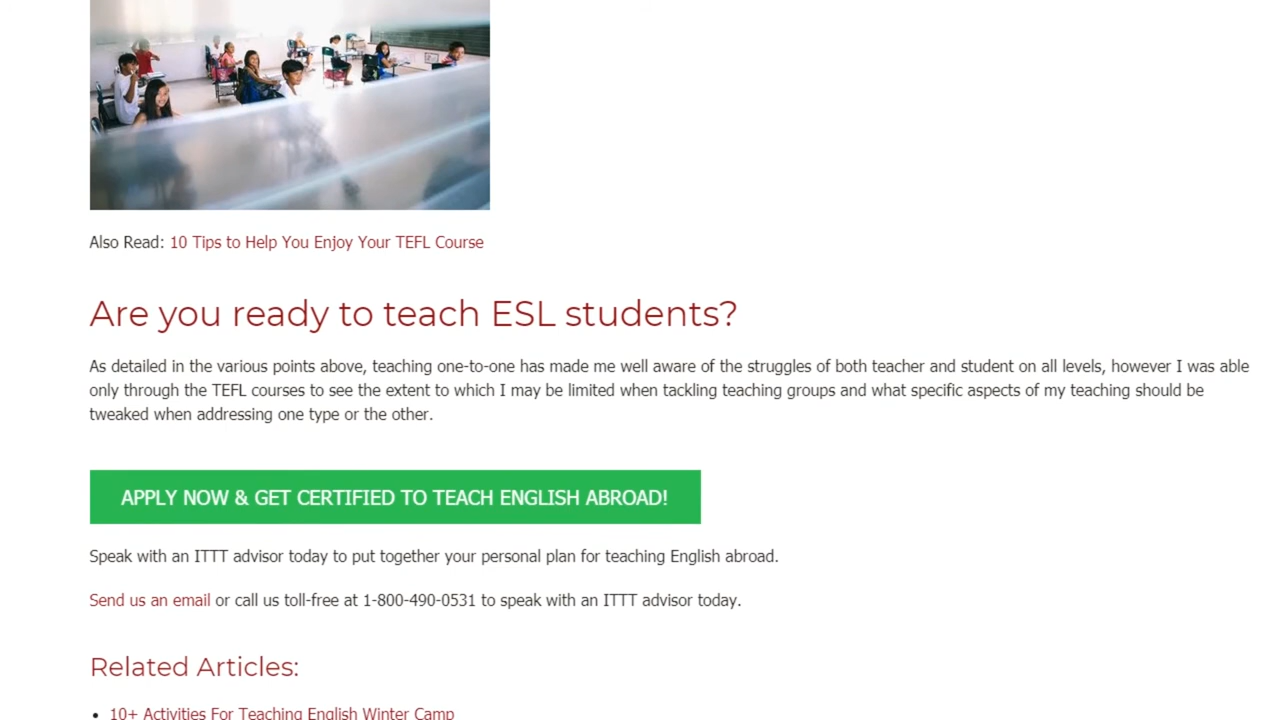 Also Read: 10 Tips to Help You Enjoy Your TEFL Course
Are you ready to teach ESL students?
As detailed in the various points above, teaching one-to-one has made me well aware of the struggles of both teacher and student on all levels, however I was able
only through the TEFL courses to see the extent to which I may be limited when tackling teaching groups and what specific aspects of my teaching should be
tweaked when addressing one type or the other.
APPLY NOW & GET CERTIFIED TO TEACH ENGLISH ABROAD!
Speak with an ITTT advisor today to put together your personal plan for teaching English abroad.
Send us an email or call us toll-free at 1-800-490-0531 to speak with an ITTT advisor today.
Related Articles:
• 10+ Activities For Teaching English Winter Camp